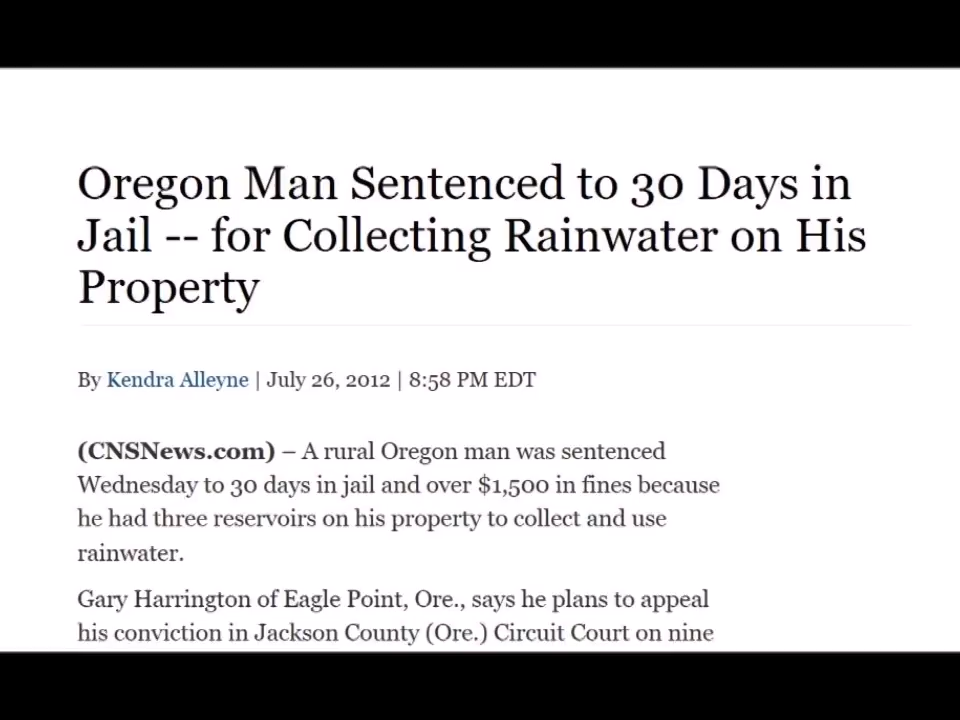 Oregon Man Sentenced to 30 Days in
Jail -- for Collecting Rainwater on His
Property
By Kendra Alleyne | July 26, 2012 | 8:58 PM EDT
(CNSNews.com) – A rural Oregon man was sentenced
Wednesday to 30 days in jail and over $1,500 in fines because
he had three reservoirs on his property to collect and use
rainwater.
Gary Harrington of Eagle Point, Ore., says he plans to appeal
his conviction in Jackson County (Ore.) Circuit Court on nine